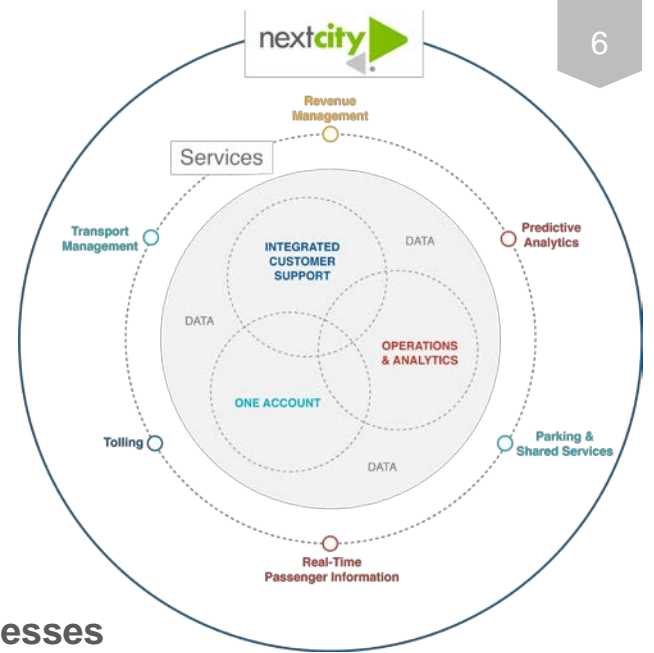 nextcity
6
Revenue
Management
Services
Transport
Management
Predictive
Analytics
INTEGRATED
CUSTOMER
SUPPORT
DATA
DATA
OPERATIONS
& ANALYTICS
ONE ACCOUNT
Tolling
Parking &
Shared Services
DATA
Real-Time
Passenger Information
esses